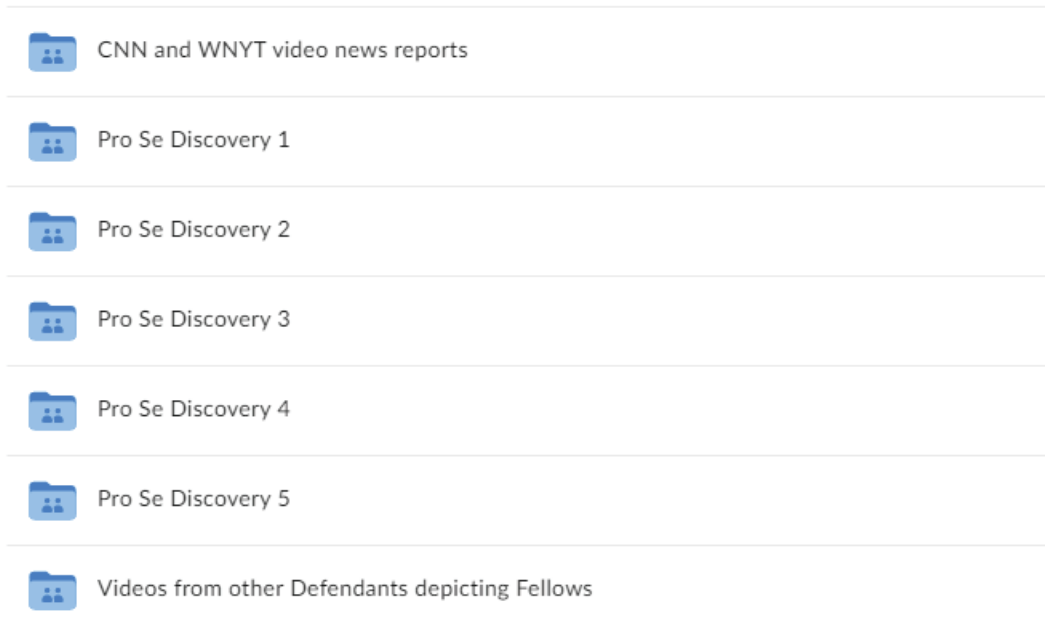 CNN and WNYT video news reports
Pro Se Discovery 1
Pro Se Discovery 2
Pro Se Discovery 3
Pro Se Discovery 4
Pro Se Discovery 5
Videos from other Defendants depicting Fellows